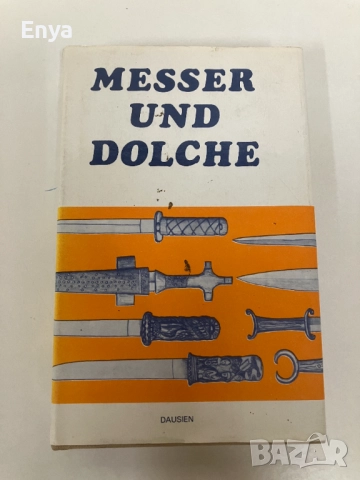 Enya
MESSER
UND
DOLCHE
DAUSIEN
BAZAR